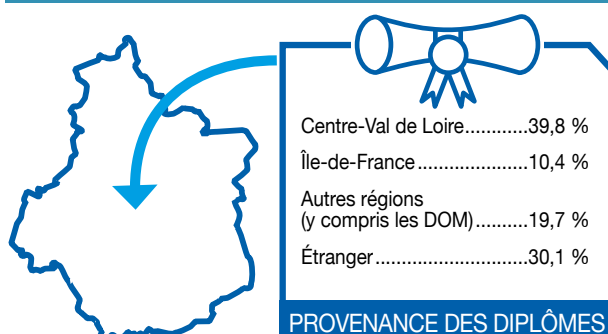 Centre-Val de Loire............39,8 %
Île-de-France....................10,4 %
Autres régions
(y compris les DOM)..........19,7 %
Étranger............................30,1 %
PROVENANCE DES DIPLÔMES